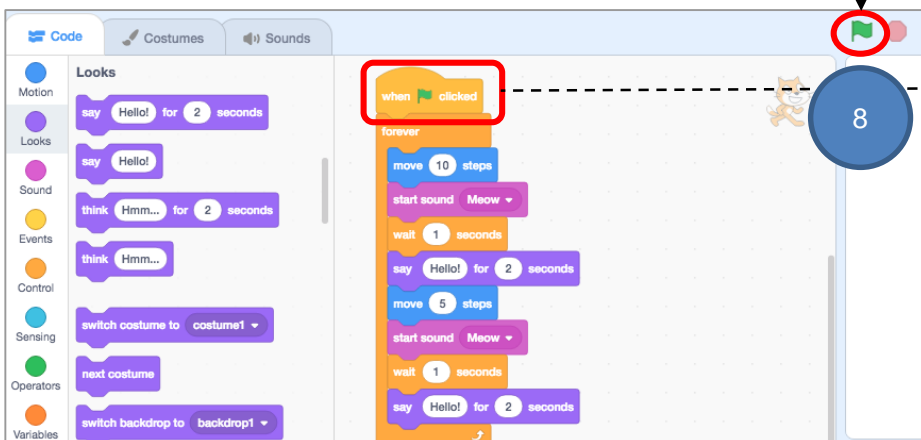 Code
Costumes
Sounds
Motion
Looks
Sound
Events
Control
Sensing
Operators
Variables
Looks
say Hello! for 2 seconds
say Hello!
think Hmm... for 2 seconds
think Hmm...
switch costume to costume1
next costume
switch backdrop to backdrop1
when clicked
forever
move 10 steps
start sound Meow
wait 1 seconds
say Hello! for 2 seconds
move 5 steps
start sound Meow
wait 1 seconds
say Hello! for 2 seconds
8